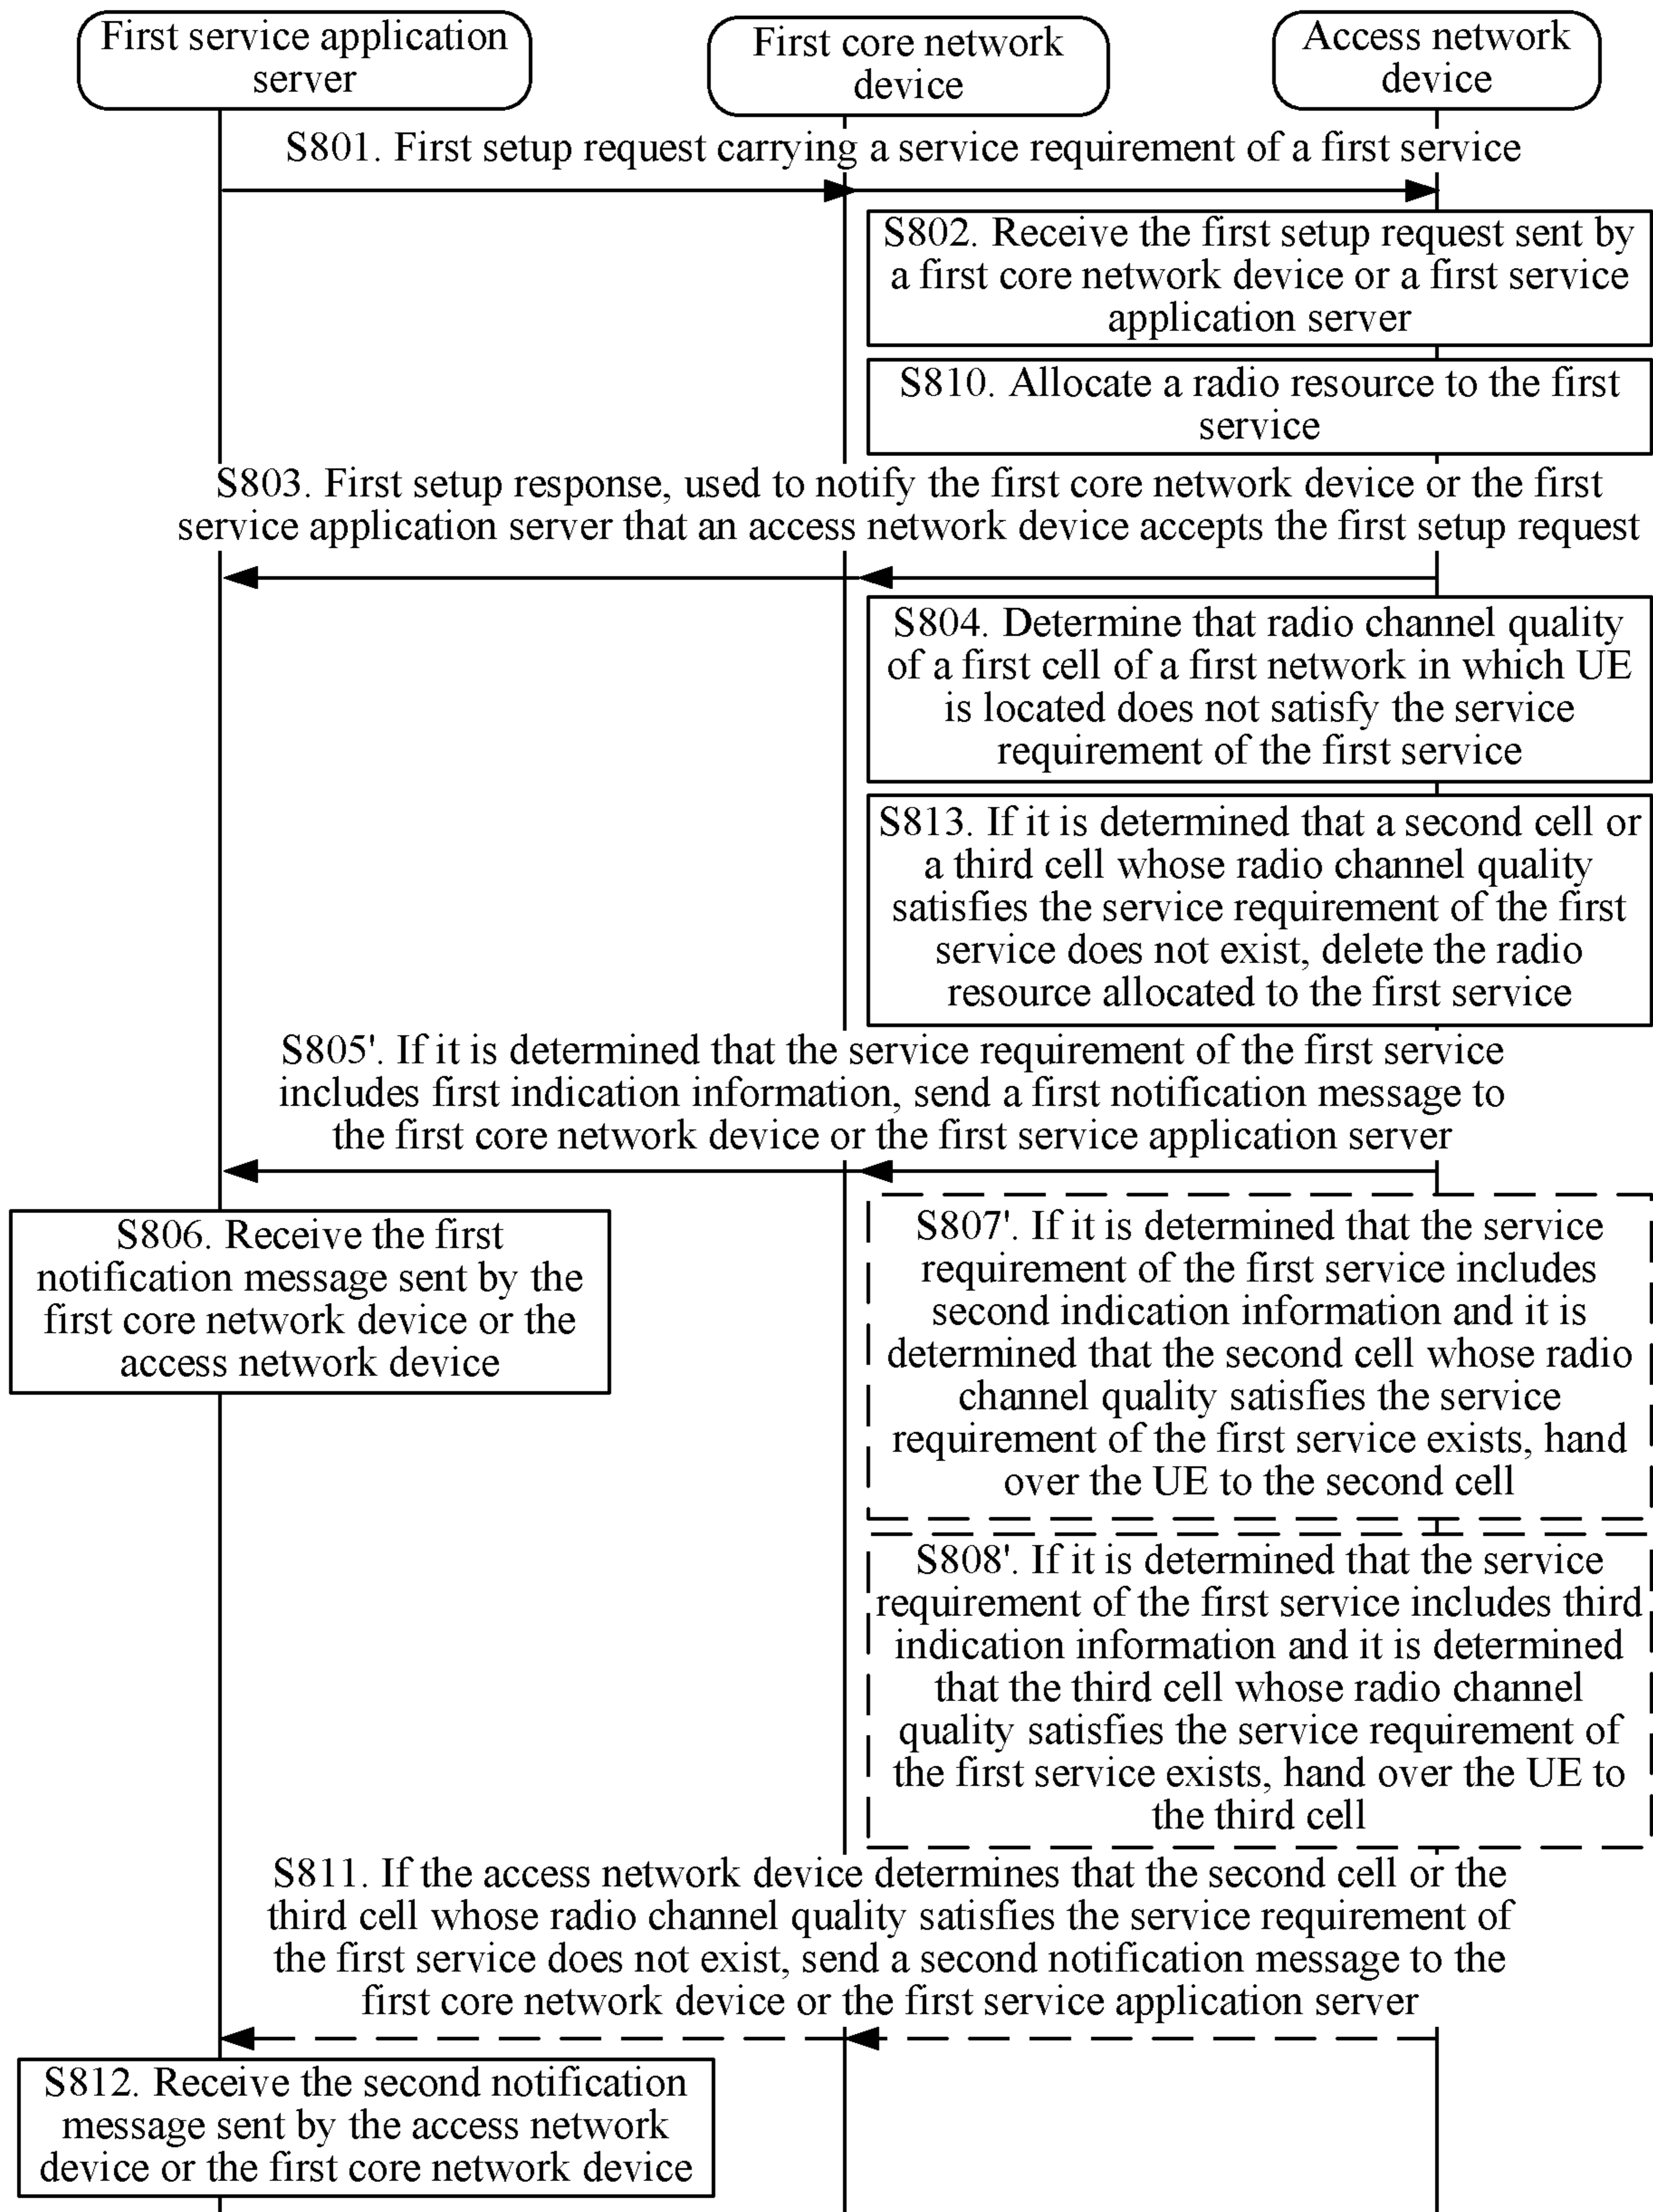 First service application
server
First core network
device
Access network
device
S801. First setup request carrying a service requirement of a first service
S802. Receive the first setup request sent by
a first core network device or a first service
application server
S810. Allocate a radio resource to the first
service
S803. First setup response, used to notify the first core network device or the first
service application server that an access network device accepts the first setup request
S804. Determine that radio channel quality
of a first cell of a first network in which UE
is located does not satisfy the service
requirement of the first service
S813. If it is determined that a second cell or
a third cell whose radio channel quality
satisfies the service requirement of the first
service does not exist, delete the radio
resource allocated to the first service
S805'. If it is determined that the service requirement of the first service
includes first indication information, send a first notification message to
the first core network device or the first service application server
S806. Receive the first
notification message sent by the
first core network device or the
access network device
S807'. If it is determined that the service
requirement of the first service includes
second indication information and it is
determined that the second cell whose radio
channel quality satisfies the service
requirement of the first service exists, hand
over the UE to the second cell
S808'. If it is determined that the service
requirement of the first service includes third
indication information and it is determined
that the third cell whose radio channel
quality satisfies the service requirement of
the first service exists, hand over the UE to
the third cell
S811. If the access network device determines that the second cell or the
third cell whose radio channel quality satisfies the service requirement of
the first service does not exist, send a second notification message to the
first core network device or the first service application server
S812. Receive the second notification
message sent by the access network
device or the first core network device